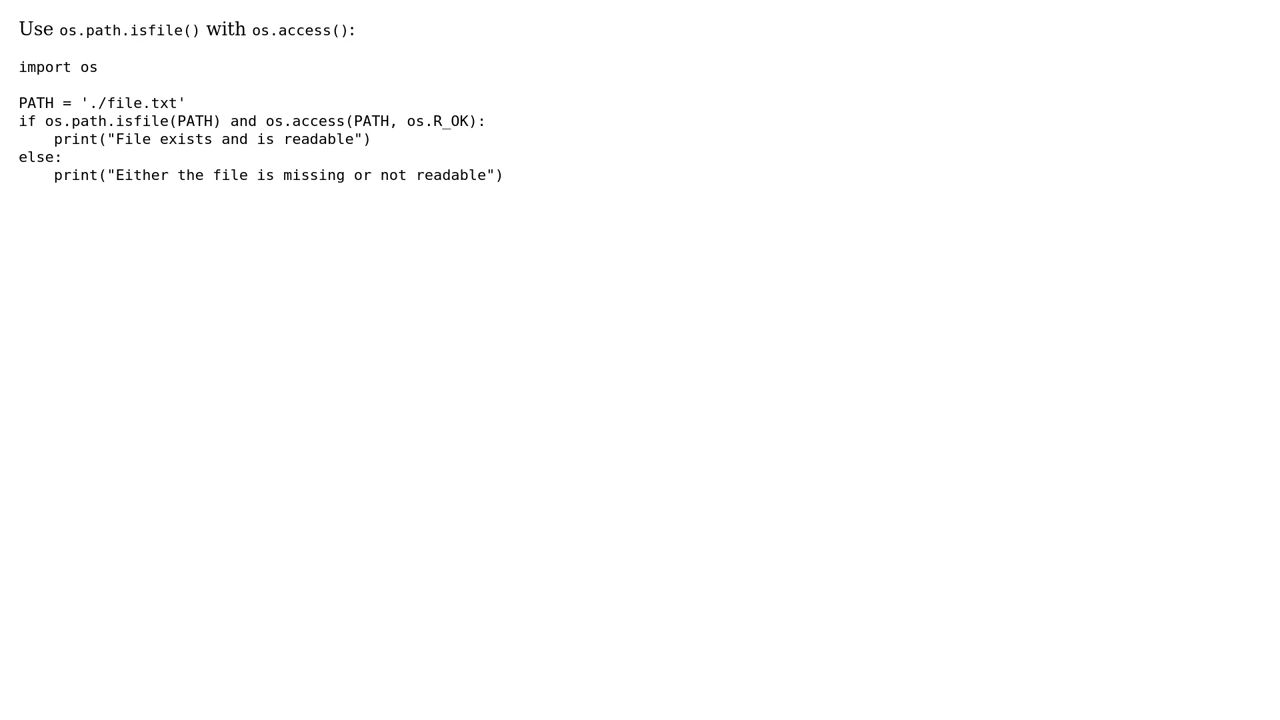 Use os.path.isfile() with os.access():
import os
PATH = './file.txt'
if os.path.isfile(PATH) and os.access(PATH, os.R_OK):
    print("File exists and is readable")
else:
    print("Either the file is missing or not readable")